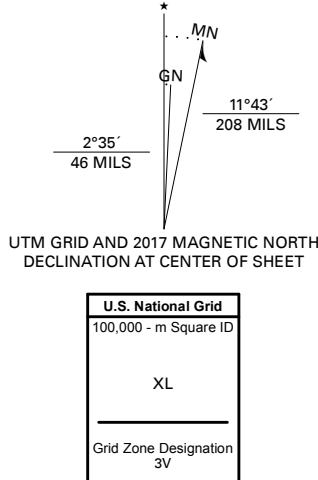 ★
MN
GN
11°43´
208 MILS
2°35´
46 MILS
UTM GRID AND 2017 MAGNETIC NORTH
DECLINATION AT CENTER OF SHEET
U.S. National Grid
100,000 - m Square ID
XL
Grid Zone Designation
3V